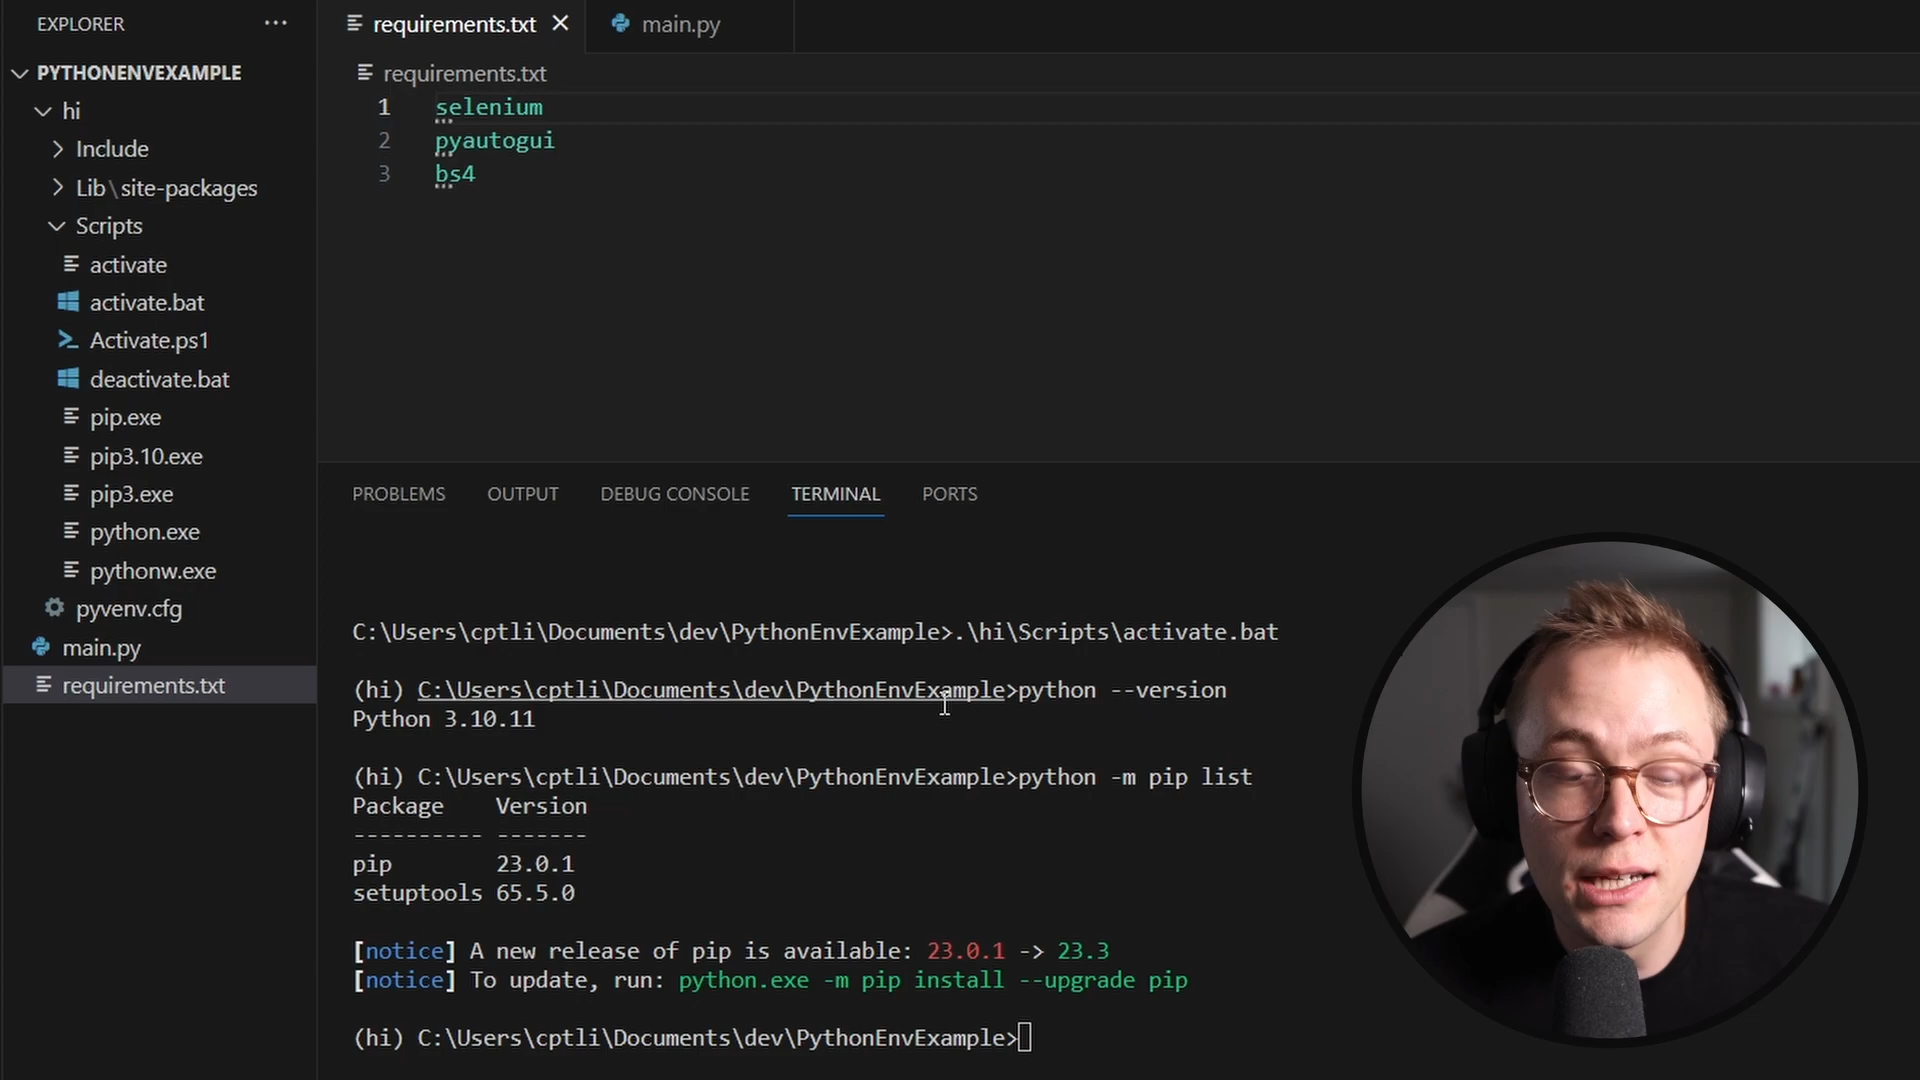 EXPLORER
PYTHONENVEXAMPLE
hi
Include
Lib\site-packages
Scripts
activate
activate.bat
Activate.ps1
deactivate.bat
pip.exe
pip3.10.exe
pip3.exe
python.exe
pythonw.exe
pyvenv.cfg
main.py
requirements.txt
requirements.txt main.py
requirements.txt
1 selenium
2 pyautogui
3 bs4
PROBLEMS OUTPUT DEBUG CONSOLE TERMINAL PORTS
C:\Users\cptli\Documents\dev\PythonEnvExample>.\hi\Scripts\activate.bat
(hi) C:\Users\cptli\Documents\dev\PythonEnvExample>python --version
Python 3.10.11
(hi) C:\Users\cptli\Documents\dev\PythonEnvExample>python -m pip list
Package    Version
---------- -------
pip        23.0.1
setuptools 65.5.0
[notice] A new release of pip is available: 23.0.1 -> 23.3
[notice] To update, run: python.exe -m pip install --upgrade pip
(hi) C:\Users\cptli\Documents\dev\PythonEnvExample>